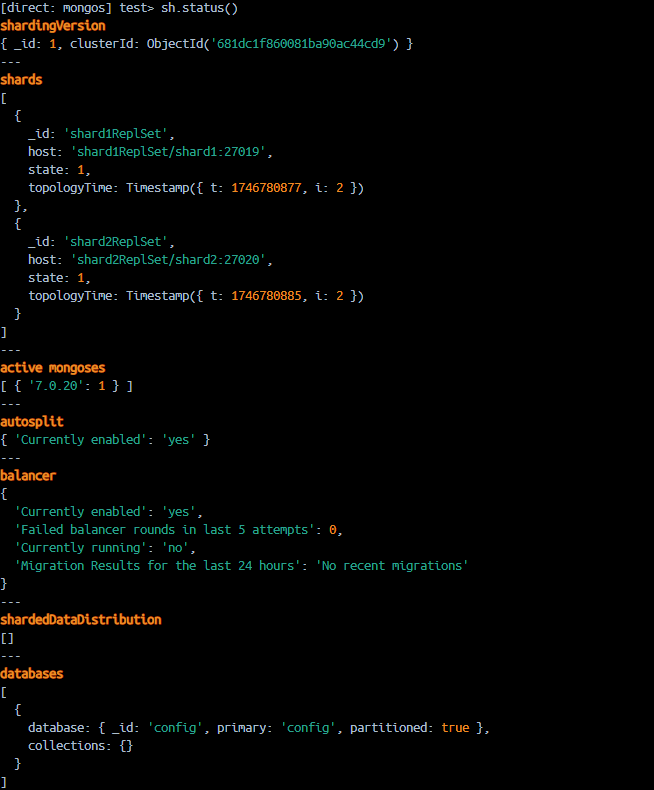 [direct: mongos] test> sh.status()
shardingVersion
{ _id: 1, clusterId: ObjectId('681dc1f860081ba90ac44cd9') }
---
shards
[
  {
    _id: 'shard1ReplSet',
    host: 'shard1ReplSet/shard1:27019',
    state: 1,
    topologyTime: Timestamp({ t: 1746780877, i: 2 })
  },
  {
    _id: 'shard2ReplSet',
    host: 'shard2ReplSet/shard2:27020',
    state: 1,
    topologyTime: Timestamp({ t: 1746780885, i: 2 })
  }
]
---
active mongoses
[ { '7.0.20': 1 } ]
---
autosplit
{ 'Currently enabled': 'yes' }
---
balancer
{
  'Currently enabled': 'yes',
  'Failed balancer rounds in last 5 attempts': 0,
  'Currently running': 'no',
  'Migration Results for the last 24 hours': 'No recent migrations'
}
---
shardedDataDistribution
[]
---
databases
[
  {
    database: { _id: 'config', primary: 'config', partitioned: true },
    collections: {}
  }
]